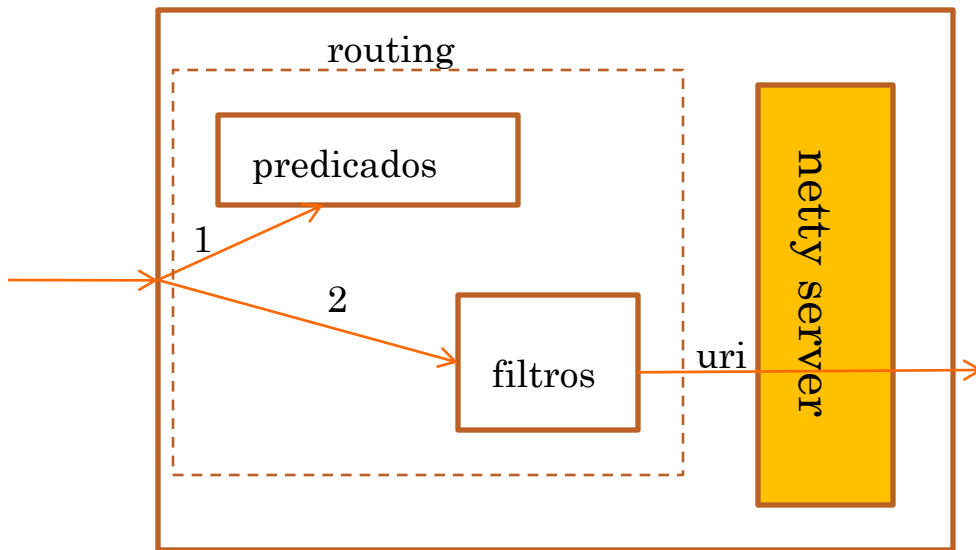 routing
predicados
1
2
filtros
uri
netty server